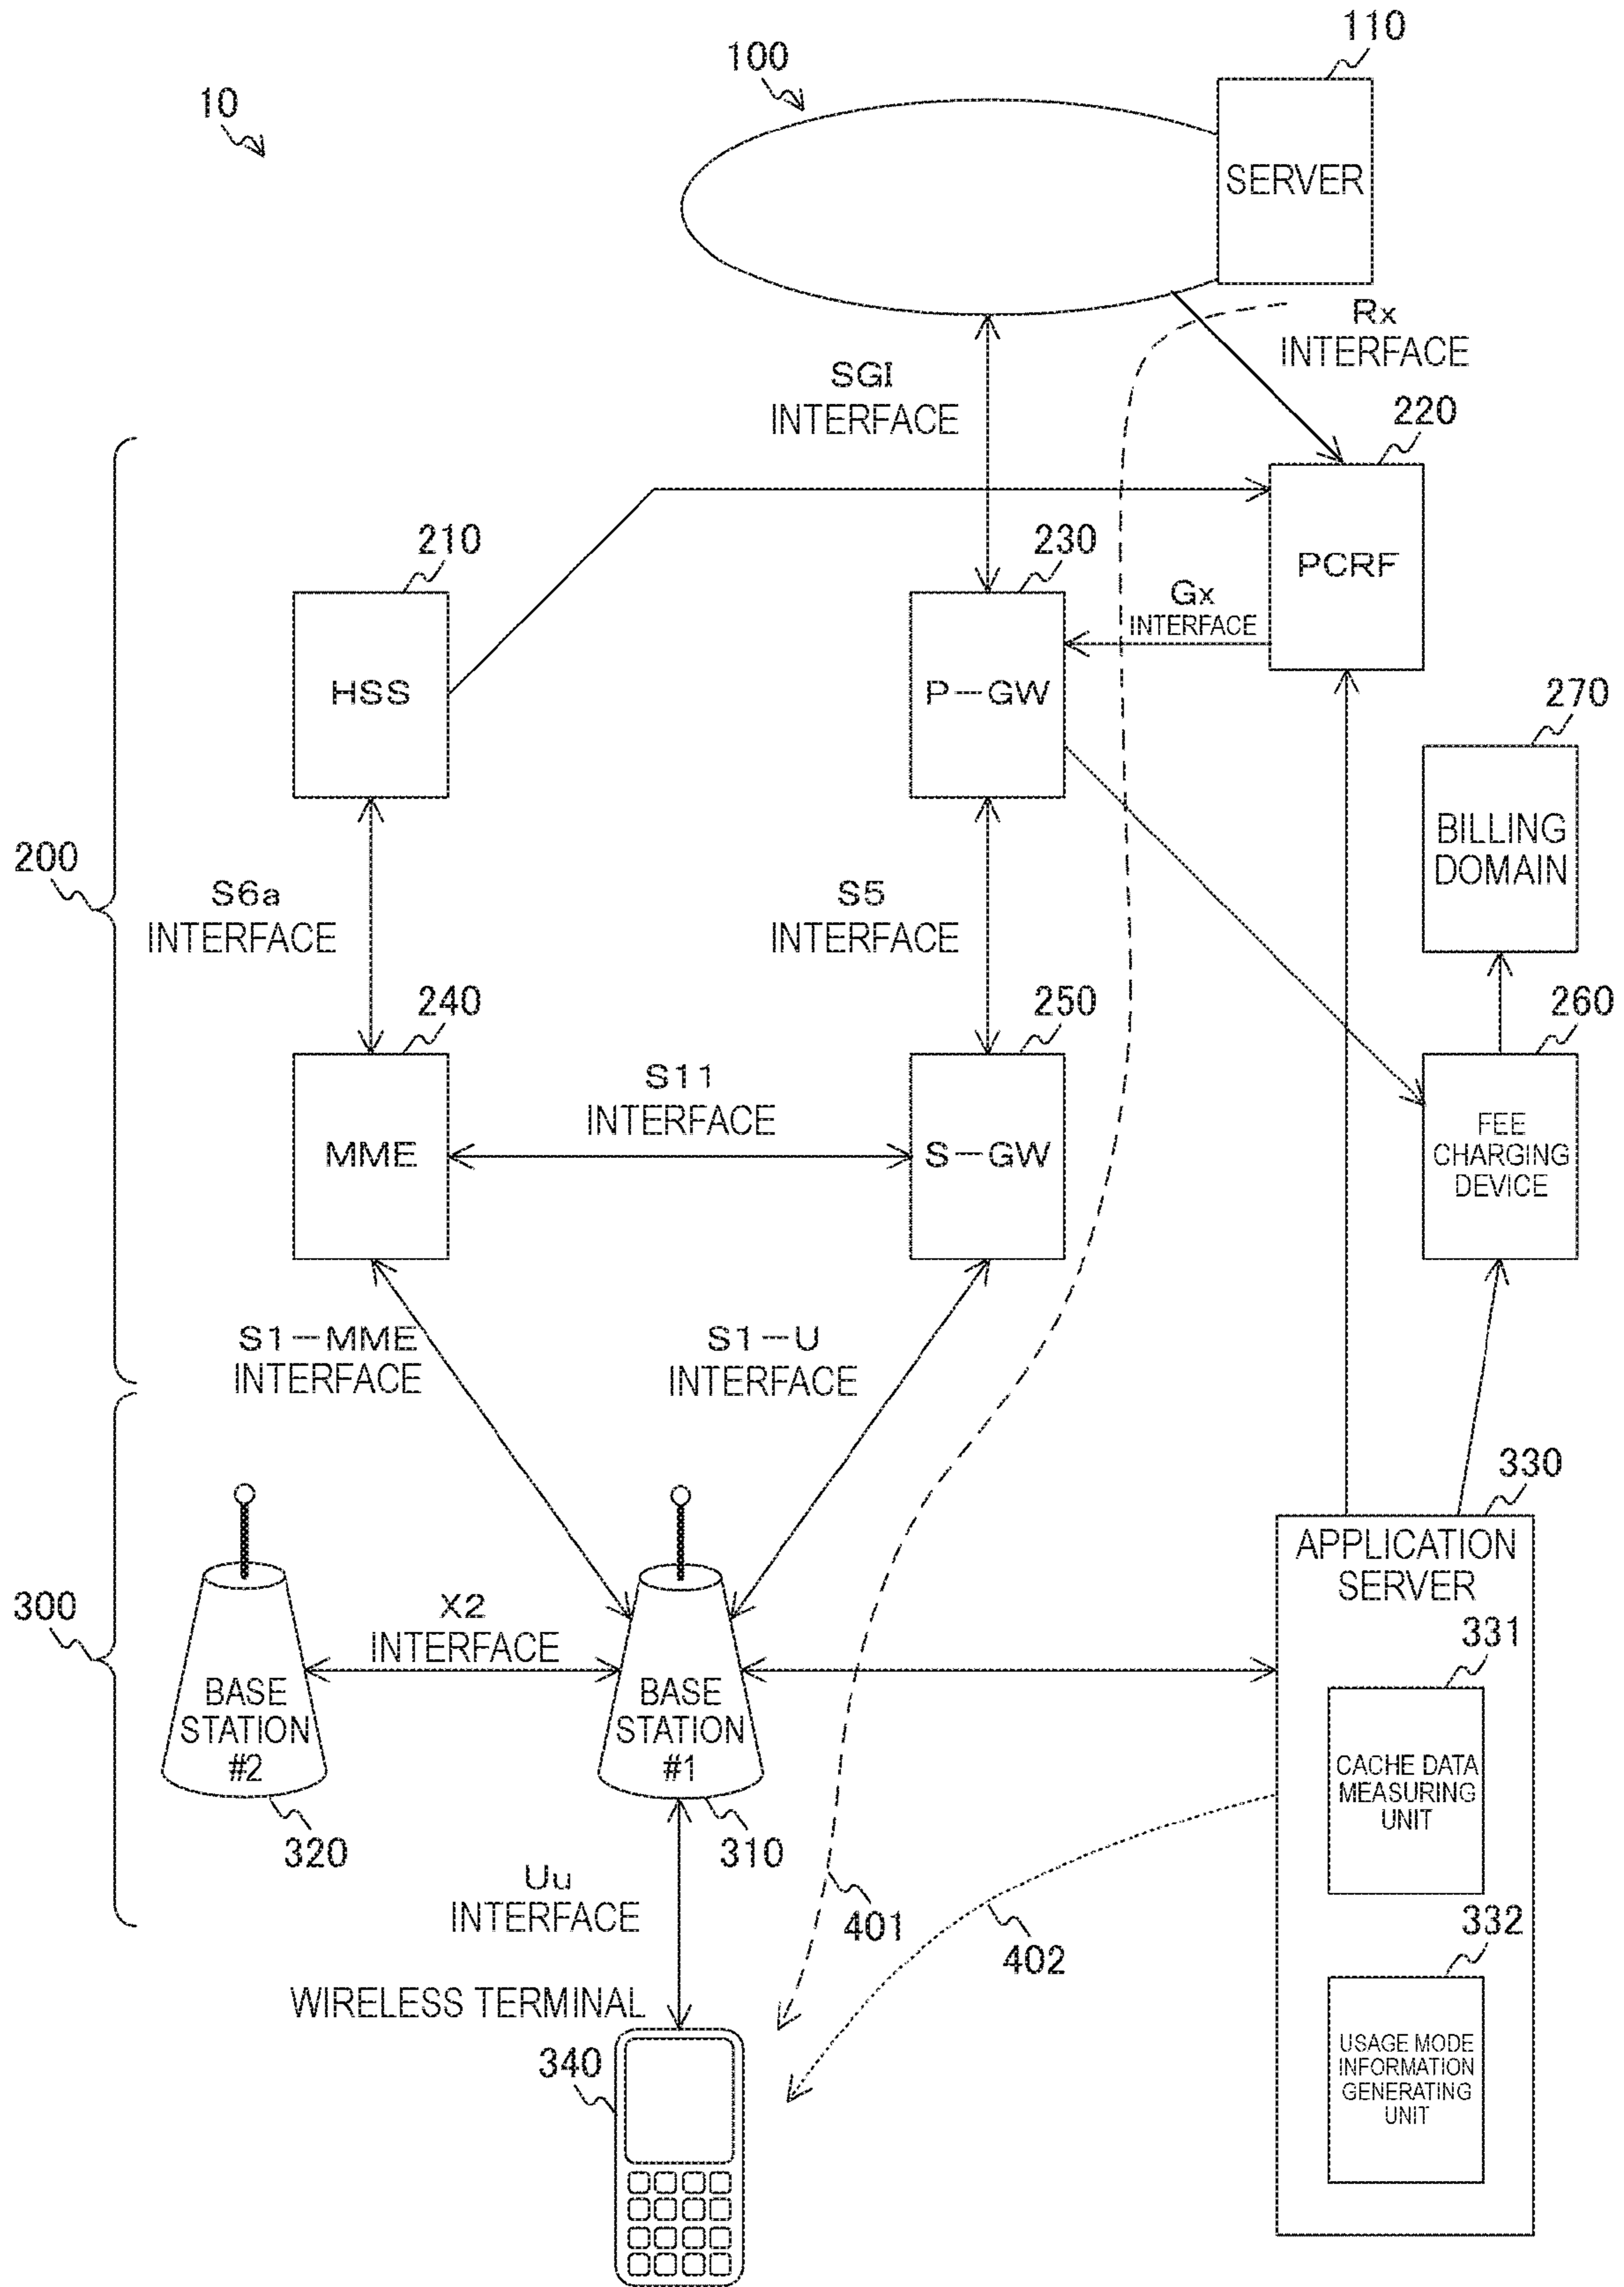 110
100
10
SERVER
Rx
INTERFACE
SGI
INTERFACE
220
210
230
PCRF
Gx
INTERFACE
HSS
P—GW
270
BILLING
DOMAIN
200
S6a
INTERFACE
S5
INTERFACE
240
250
260
S11
INTERFACE
MME
S—GW
FEE
CHARGING
DEVICE
S1—MME
INTERFACE
S1—U
INTERFACE
330
APPLICATION
SERVER
300
X2
INTERFACE
331
BASE
STATION
#2
BASE
STATION
#1
CACHE DATA
MEASURING
UNIT
320
310
Uu
INTERFACE
401
402
332
WIRELESS TERMINAL
340
USAGE MODE
INFORMATION
GENERATING
UNIT